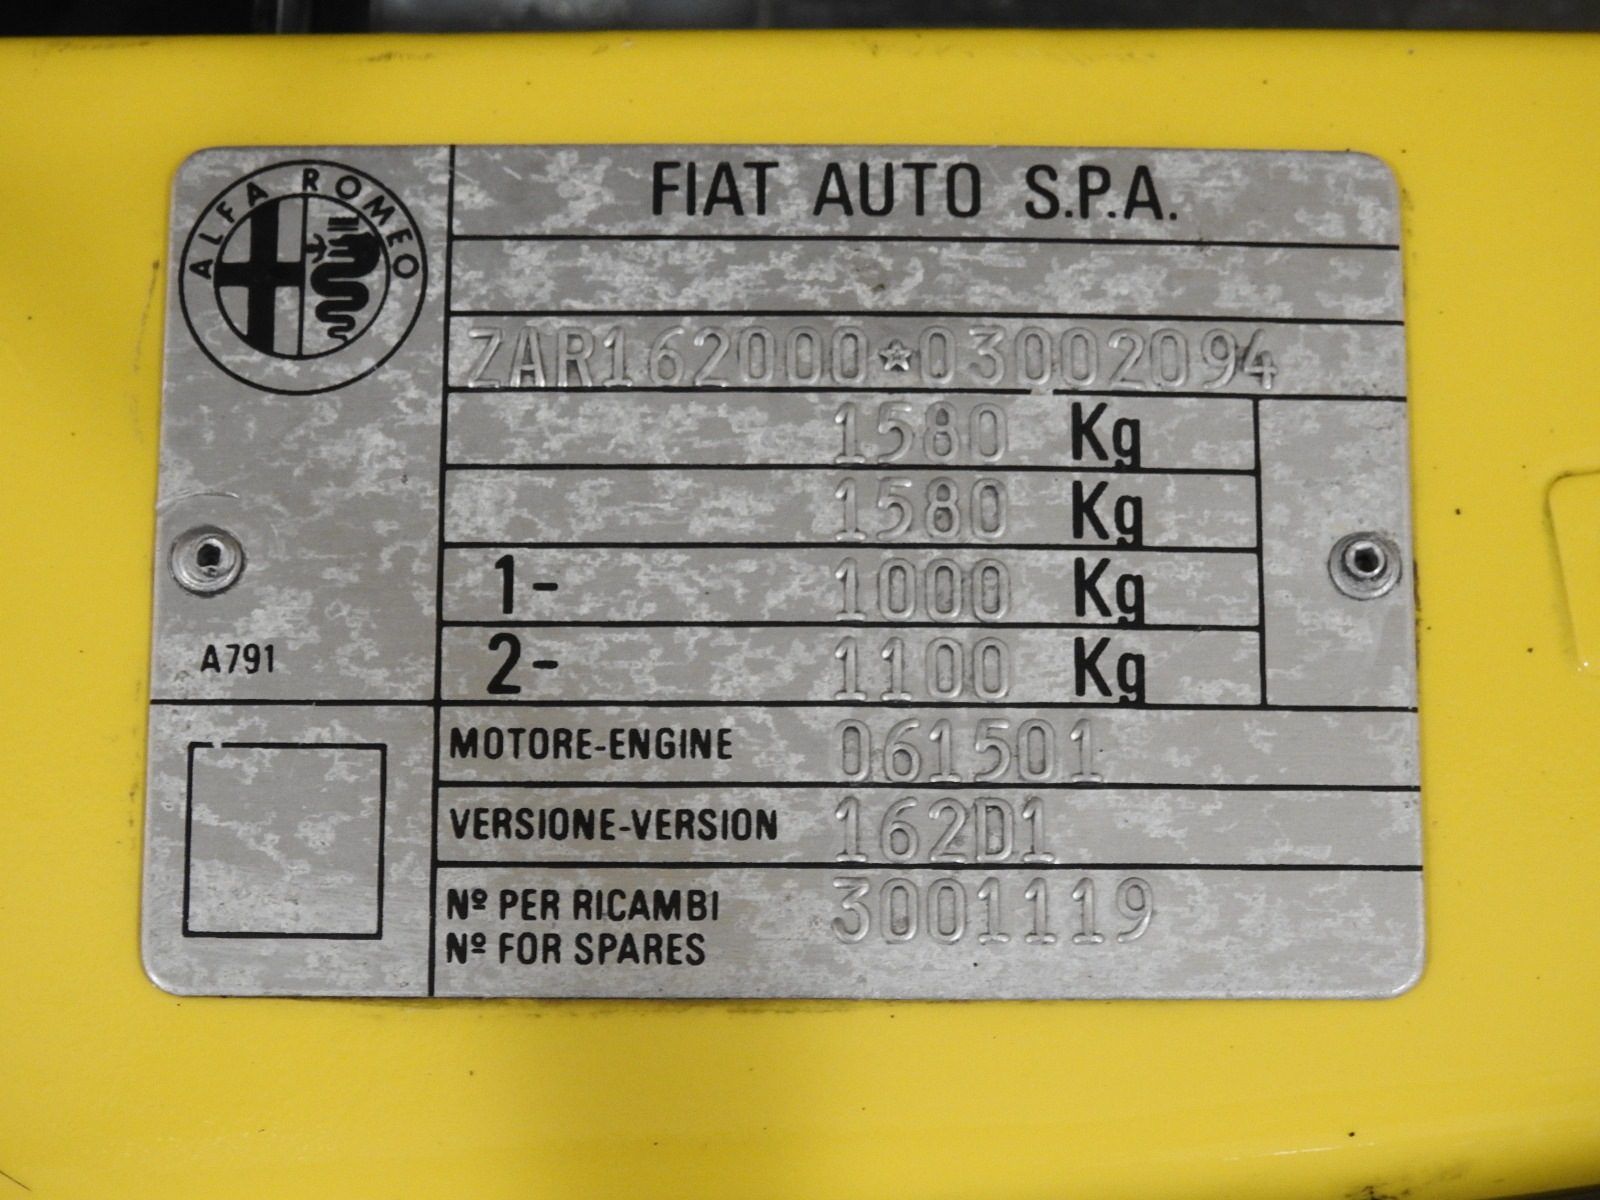 ALFA ROMEO
FIAT AUTO S.P.A.
ZAR162000*03002094
1580 Kg
1580 Kg
1- 1000 Kg
2- 1100 Kg
A791
MOTORE-ENGINE 061501
VERSIONE-VERSION 162D1
Nº PER RICAMBI 3001119
Nº FOR SPARES